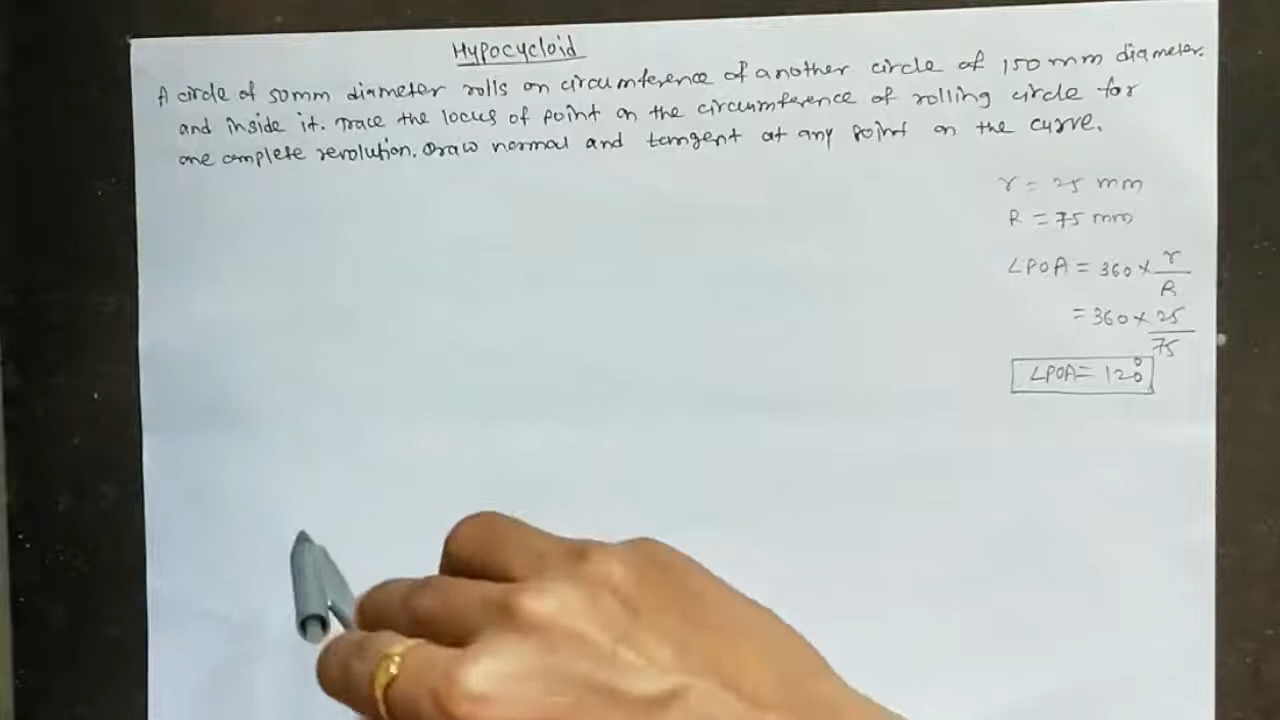 Hypocycloid
A circle of 50mm diameter rolls on circumference of another circle of 150 mm diameter.
and inside it. Trace the locus of point on the circumference of rolling circle for
one complete revolution. Draw normal and tangent at any point on the curve.
r = 25 mm
R = 75 mm
∠POA = 360 × r/R
= 360 × 25/75
∠POA = 120°